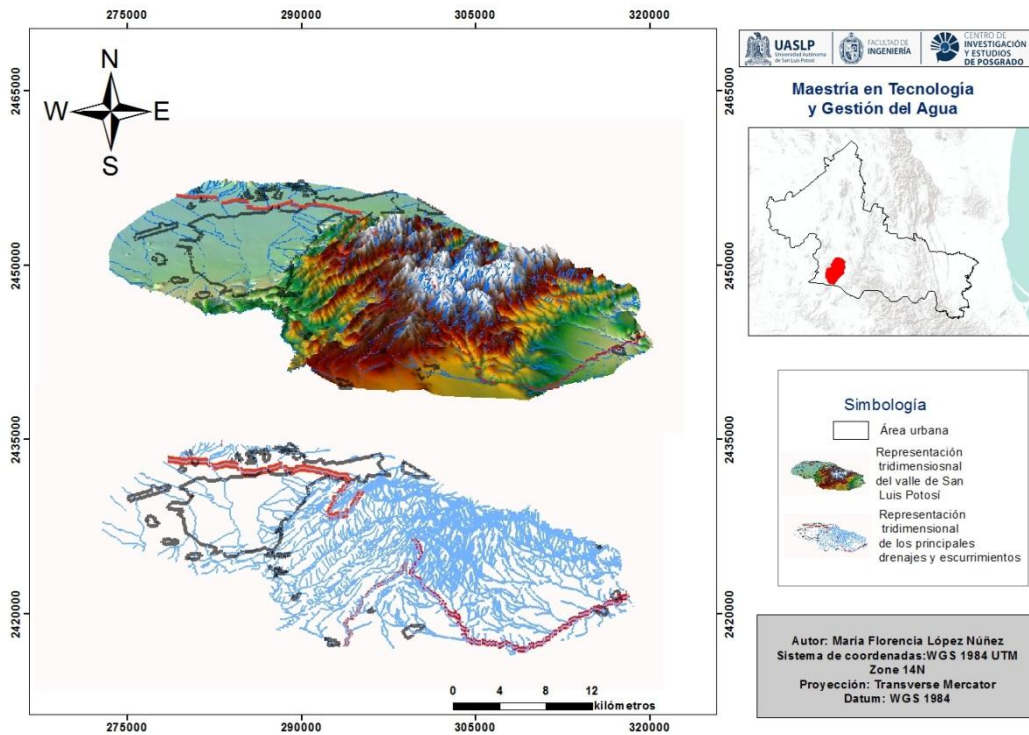 275000 290000 305000 320000
2465000
2450000
2435000
2420000
N
W E
S
0 4 8 12
kilómetros
275000 290000 305000 320000
UASLP
Universidad Autónoma
de San Luis Potosí
FACULTAD DE
INGENIERÍA
CENTRO DE
INVESTIGACIÓN
Y ESTUDIOS
DE POSGRADO
Maestría en Tecnología
y Gestión del Agua
Simbología
Área urbana
Representación
tridimensiosnal
del valle de San
Luis Potosí
Representación
tridimensional
de los principales
drenajes y escurrimientos
Autor: María Florencia López Núñez
Sistema de coordenadas:WGS 1984 UTM
Zone 14N
Proyección: Transverse Mercator
Datum: WGS 1984